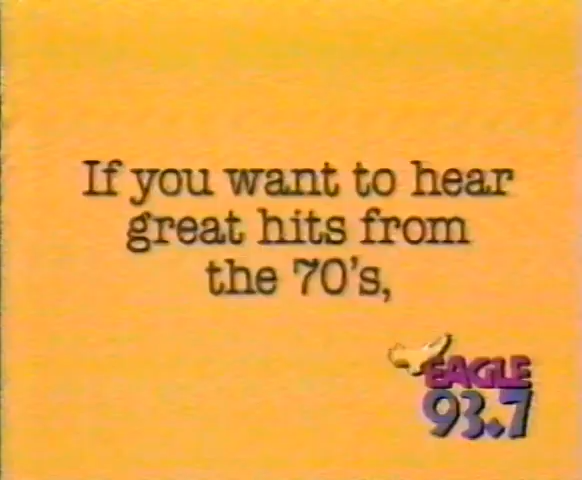 If you want to hear
great hits from
the 70's,
EAGLE
93.7